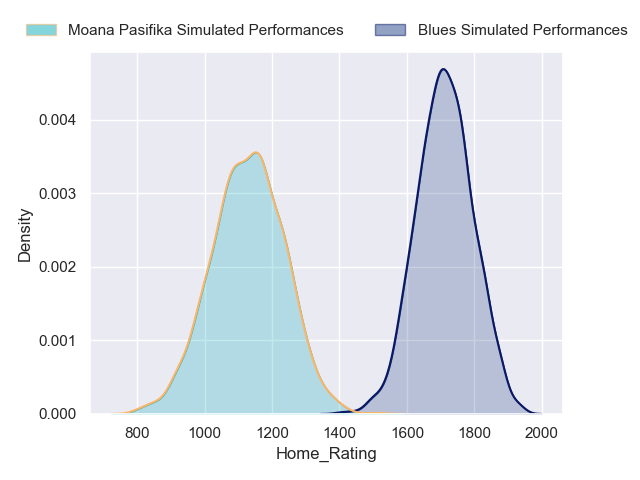 Moana Pasifika Simulated Performances Blues Simulated Performances
0.004
0.003
0.002
0.001
0.000
Density
800 1000 1200 1400 1600 1800 2000
Home_Rating